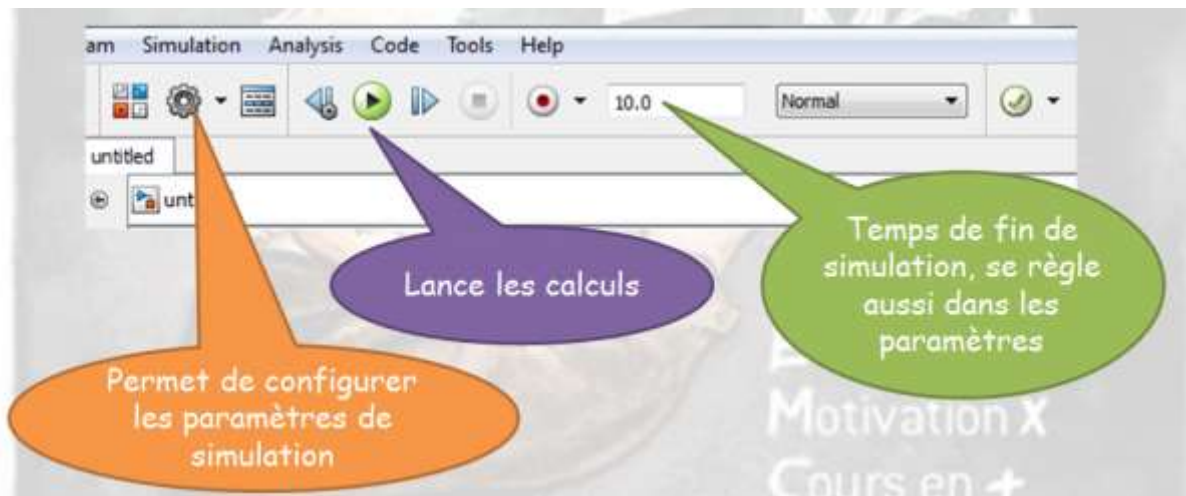 am Simulation Analysis Code Tools Help
10.0 Normal
untitled
unt
Lance les calculs
Temps de fin de
simulation, se règle
aussi dans les
paramètres
Permet de configurer
les paramètres de
simulation
Motivation x
Cours en +